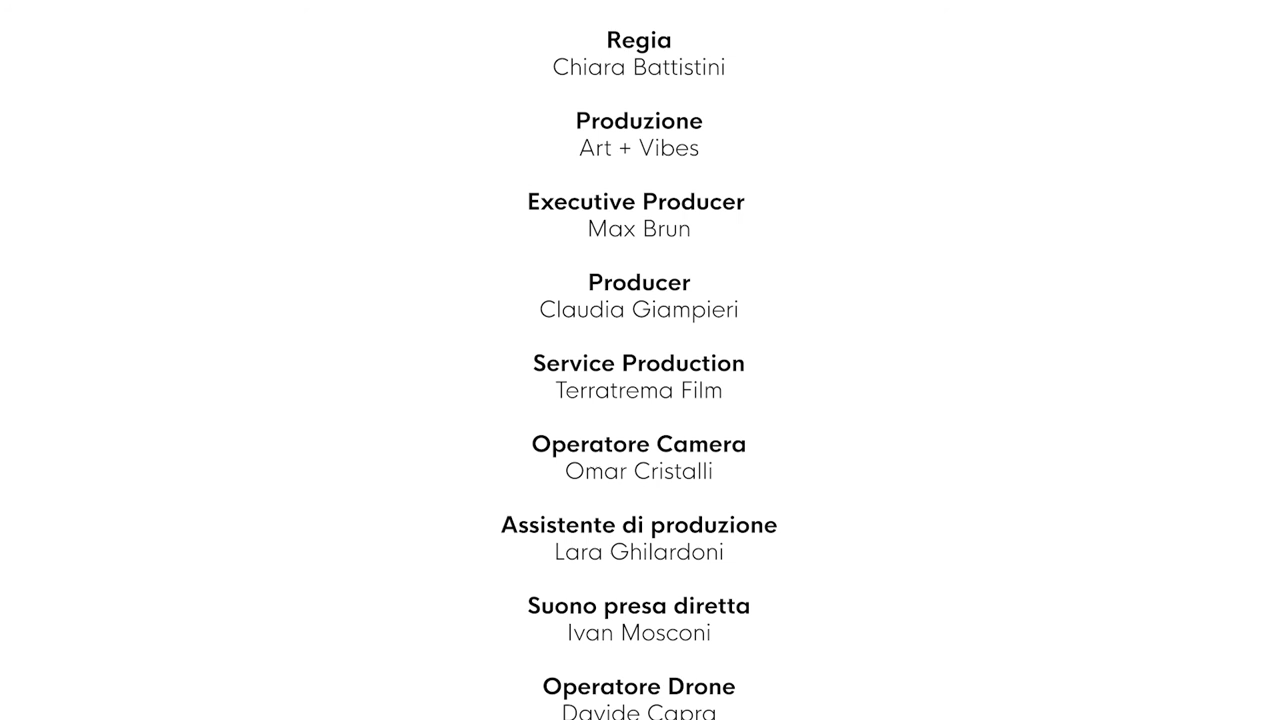 Regia
Chiara Battistini
Produzione
Art + Vibes
Executive Producer
Max Brun
Producer
Claudia Giampieri
Service Production
Terratrema Film
Operatore Camera
Omar Cristalli
Assistente di produzione
Lara Ghilardoni
Suono presa diretta
Ivan Mosconi
Operatore Drone
Davide Capra